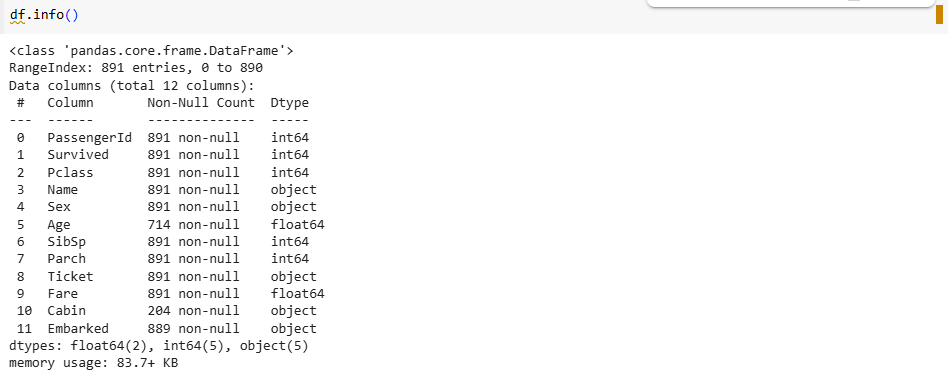 df.info()
<class 'pandas.core.frame.DataFrame'>
RangeIndex: 891 entries, 0 to 890
Data columns (total 12 columns):
 #   Column       Non-Null Count  Dtype
---  ------       --------------  -----
 0   PassengerId  891 non-null    int64
 1   Survived     891 non-null    int64
 2   Pclass       891 non-null    int64
 3   Name         891 non-null    object
 4   Sex          891 non-null    object
 5   Age          714 non-null    float64
 6   SibSp        891 non-null    int64
 7   Parch        891 non-null    int64
 8   Ticket       891 non-null    object
 9   Fare         891 non-null    float64
 10  Cabin        204 non-null    object
 11  Embarked     889 non-null    object
dtypes: float64(2), int64(5), object(5)
memory usage: 83.7+ KB